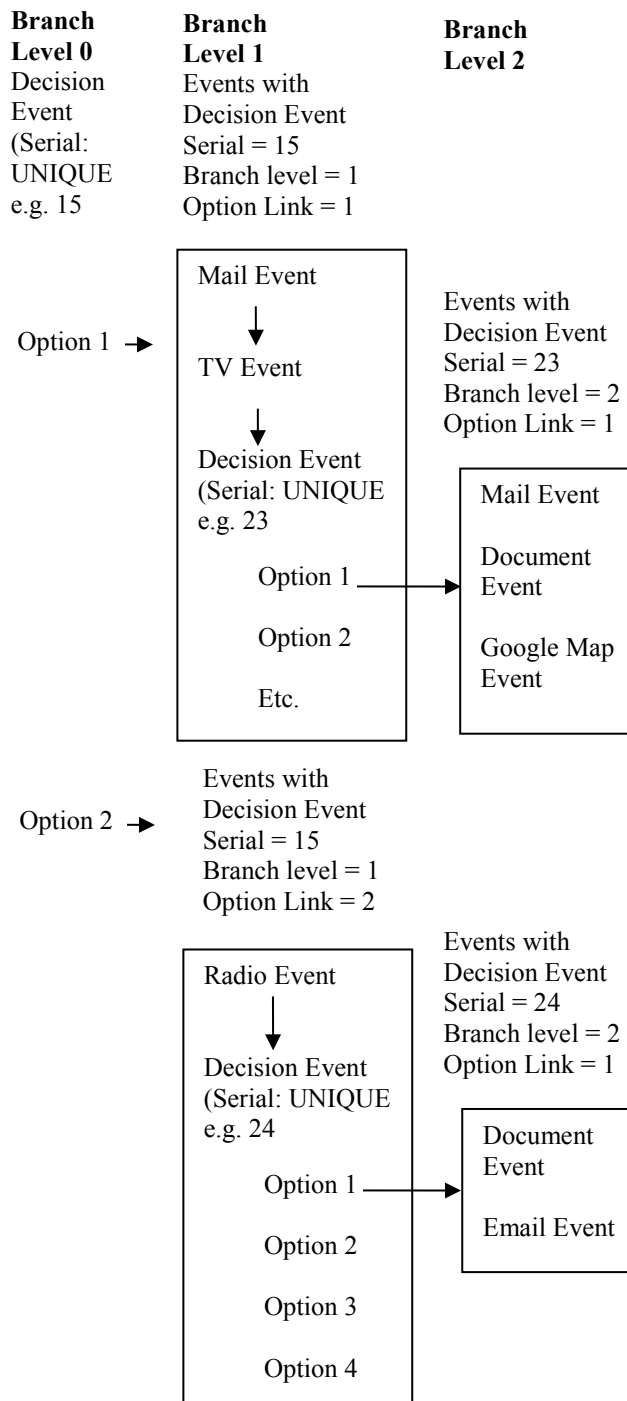 Branch
Level 0
Decision
Event
(Serial:
UNIQUE
e.g. 15
Branch
Level 1
Events with
Decision Event
Serial = 15
Branch level = 1
Option Link = 1
Branch
Level 2
Option 1
Mail Event
TV Event
Decision Event
(Serial: UNIQUE
e.g. 23
Option 1
Option 2
Etc.
Events with
Decision Event
Serial = 23
Branch level = 2
Option Link = 1
Mail Event
Document
Event
Google Map
Event
Option 2
Events with
Decision Event
Serial = 15
Branch level = 1
Option Link = 2
Radio Event
Decision Event
(Serial: UNIQUE
e.g. 24
Option 1
Option 2
Option 3
Option 4
Events with
Decision Event
Serial = 24
Branch level = 2
Option Link = 1
Document
Event
Email Event